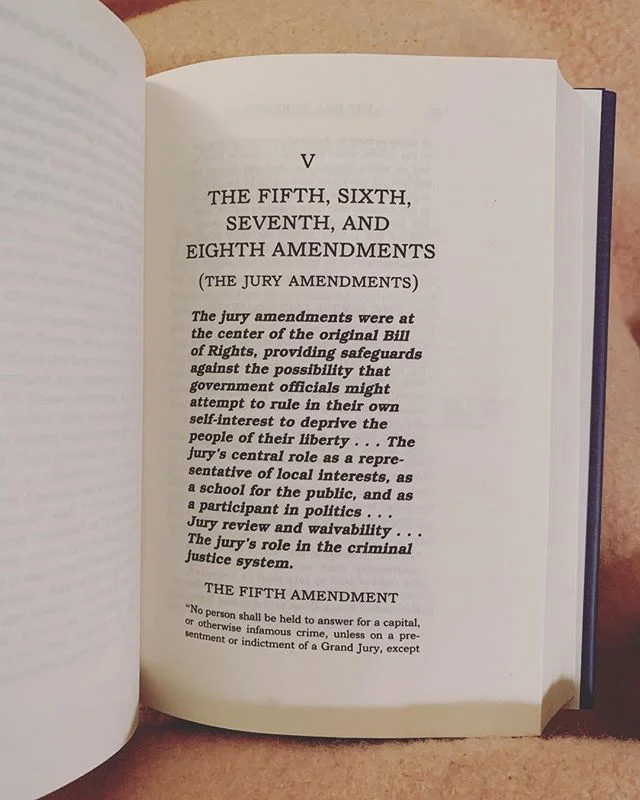 V
THE FIFTH, SIXTH,
SEVENTH, AND
EIGHTH AMENDMENTS
(THE JURY AMENDMENTS)
The jury amendments were at
the center of the original Bill
of Rights, providing safeguards
against the possibility that
government officials might
attempt to rule in their own
self-interest to deprive the
people of their liberty . . . The
jury's central role as a repre-
sentative of local interests, as
a school for the public, and as
a participant in politics . . .
Jury review and waivability . . .
The jury's role in the criminal
justice system.
THE FIFTH AMENDMENT
"No person shall be held to answer for a capital,
or otherwise infamous crime, unless on a pre-
sentment or indictment of a Grand Jury, except